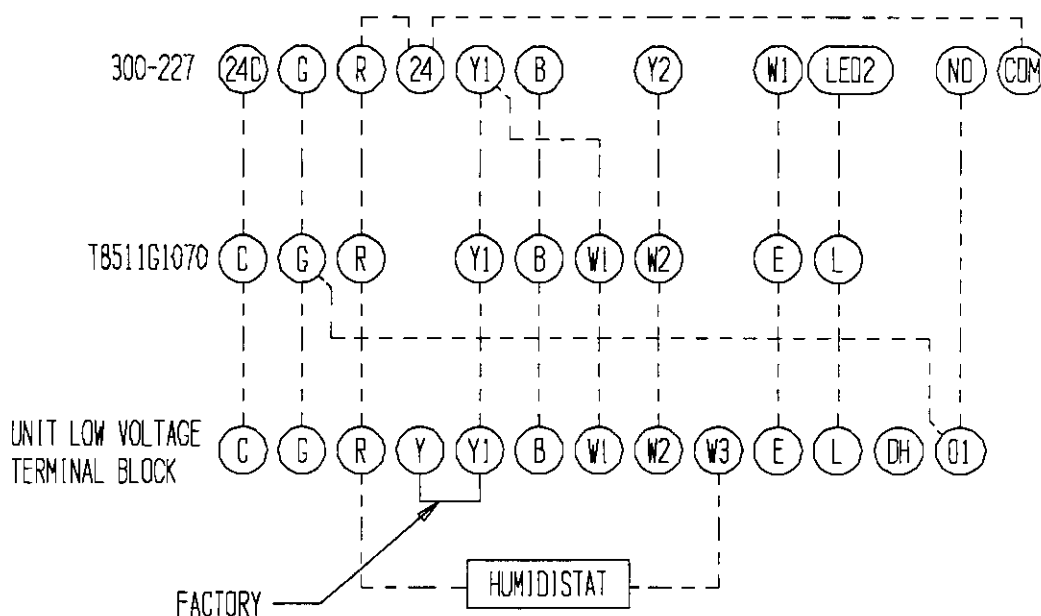 300-227 24C G R 24 Y1 B Y2 W1 LED2 NO COM
T8511G1070 C G R Y1 B W1 W2 E L
UNIT LOW VOLTAGE
TERMINAL BLOCK
C G R Y Y1 B W1 W2 W3 E L DH O1
HUMIDISTAT
FACTORY